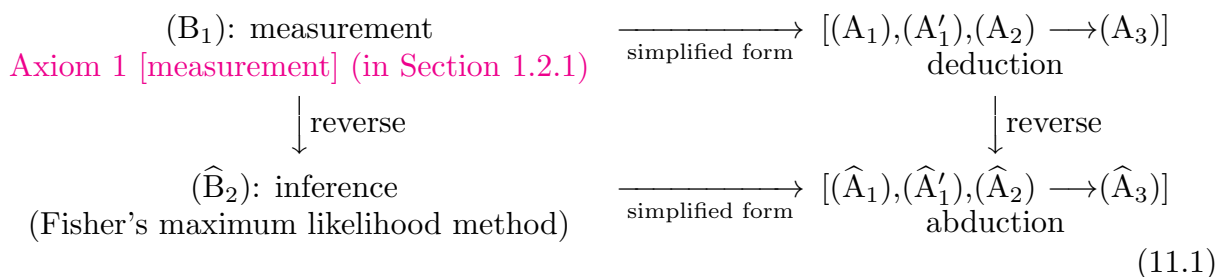 (B₁): measurement ⟶ [(A₁),(A′₁),(A₂) ⟶(A₃)]
simplified form
Axiom 1 [measurement] (in Section 1.2.1) deduction
↓reverse ↓reverse
(B̂₂): inference ⟶ [(Â₁),(Â′₁),(Â₂) ⟶(Â₃)]
simplified form
(Fisher's maximum likelihood method) abduction
(11.1)